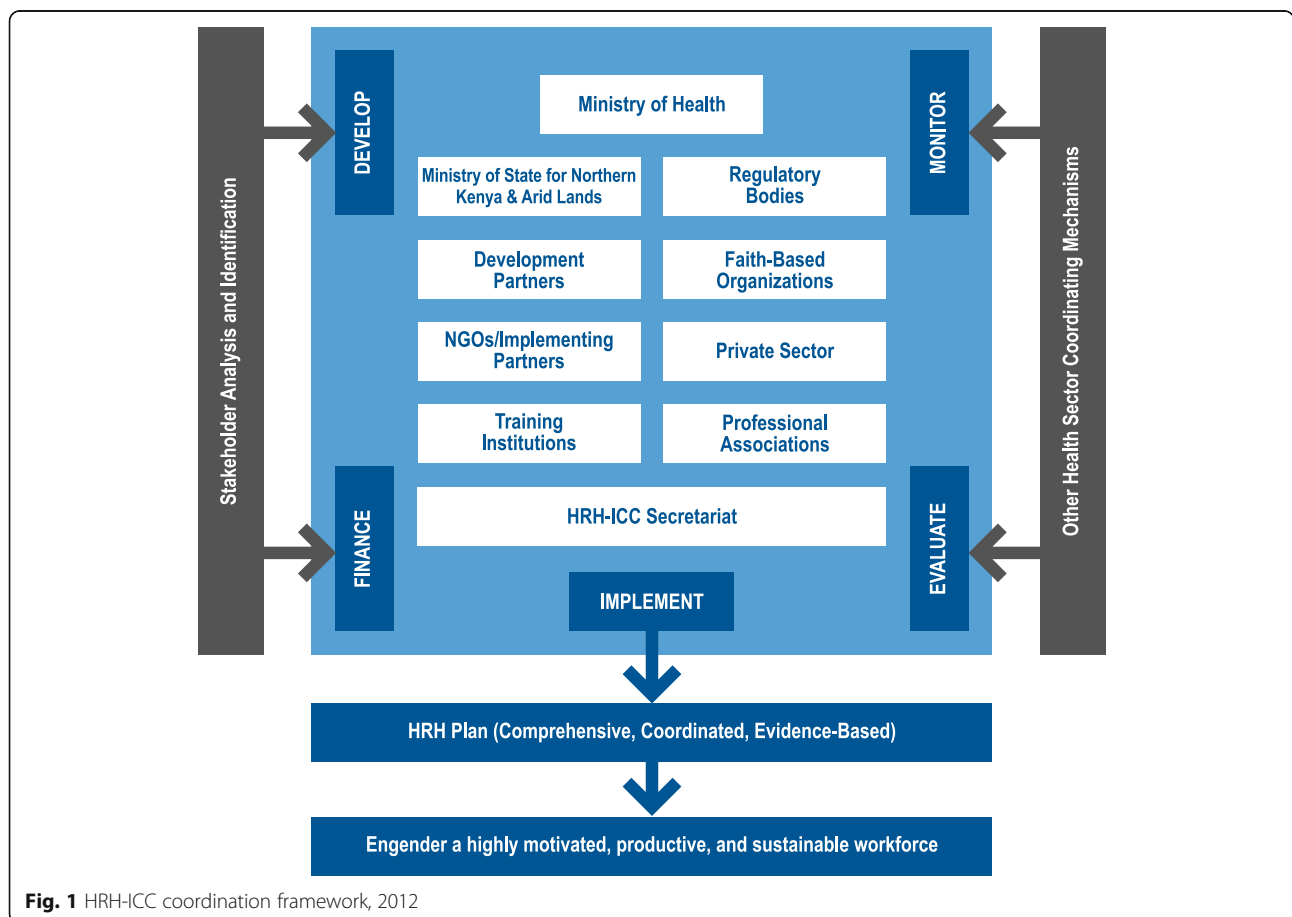 Stakeholder Analysis and Identification
DEVELOP
FINANCE
Ministry of Health
Ministry of State for Northern
Kenya & Arid Lands
Regulatory
Bodies
Development
Partners
Faith-Based
Organizations
NGOs/Implementing
Partners
Private Sector
Training
Institutions
Professional
Associations
HRH-ICC Secretariat
IMPLEMENT
MONITOR
EVALUATE
Other Health Sector Coordinating Mechanisms
HRH Plan (Comprehensive, Coordinated, Evidence-Based)
Engender a highly motivated, productive, and sustainable workforce
Fig. 1 HRH-ICC coordination framework, 2012